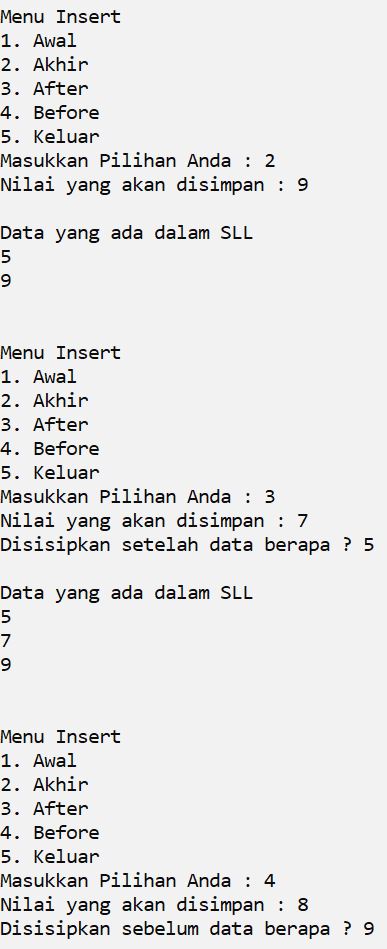 Menu Insert
1. Awal
2. Akhir
3. After
4. Before
5. Keluar
Masukkan Pilihan Anda : 2
Nilai yang akan disimpan : 9
Data yang ada dalam SLL
5
9
Menu Insert
1. Awal
2. Akhir
3. After
4. Before
5. Keluar
Masukkan Pilihan Anda : 3
Nilai yang akan disimpan : 7
Disisipkan setelah data berapa ? 5
Data yang ada dalam SLL
5
7
9
Menu Insert
1. Awal
2. Akhir
3. After
4. Before
5. Keluar
Masukkan Pilihan Anda : 4
Nilai yang akan disimpan : 8
Disisipkan sebelum data berapa ? 9